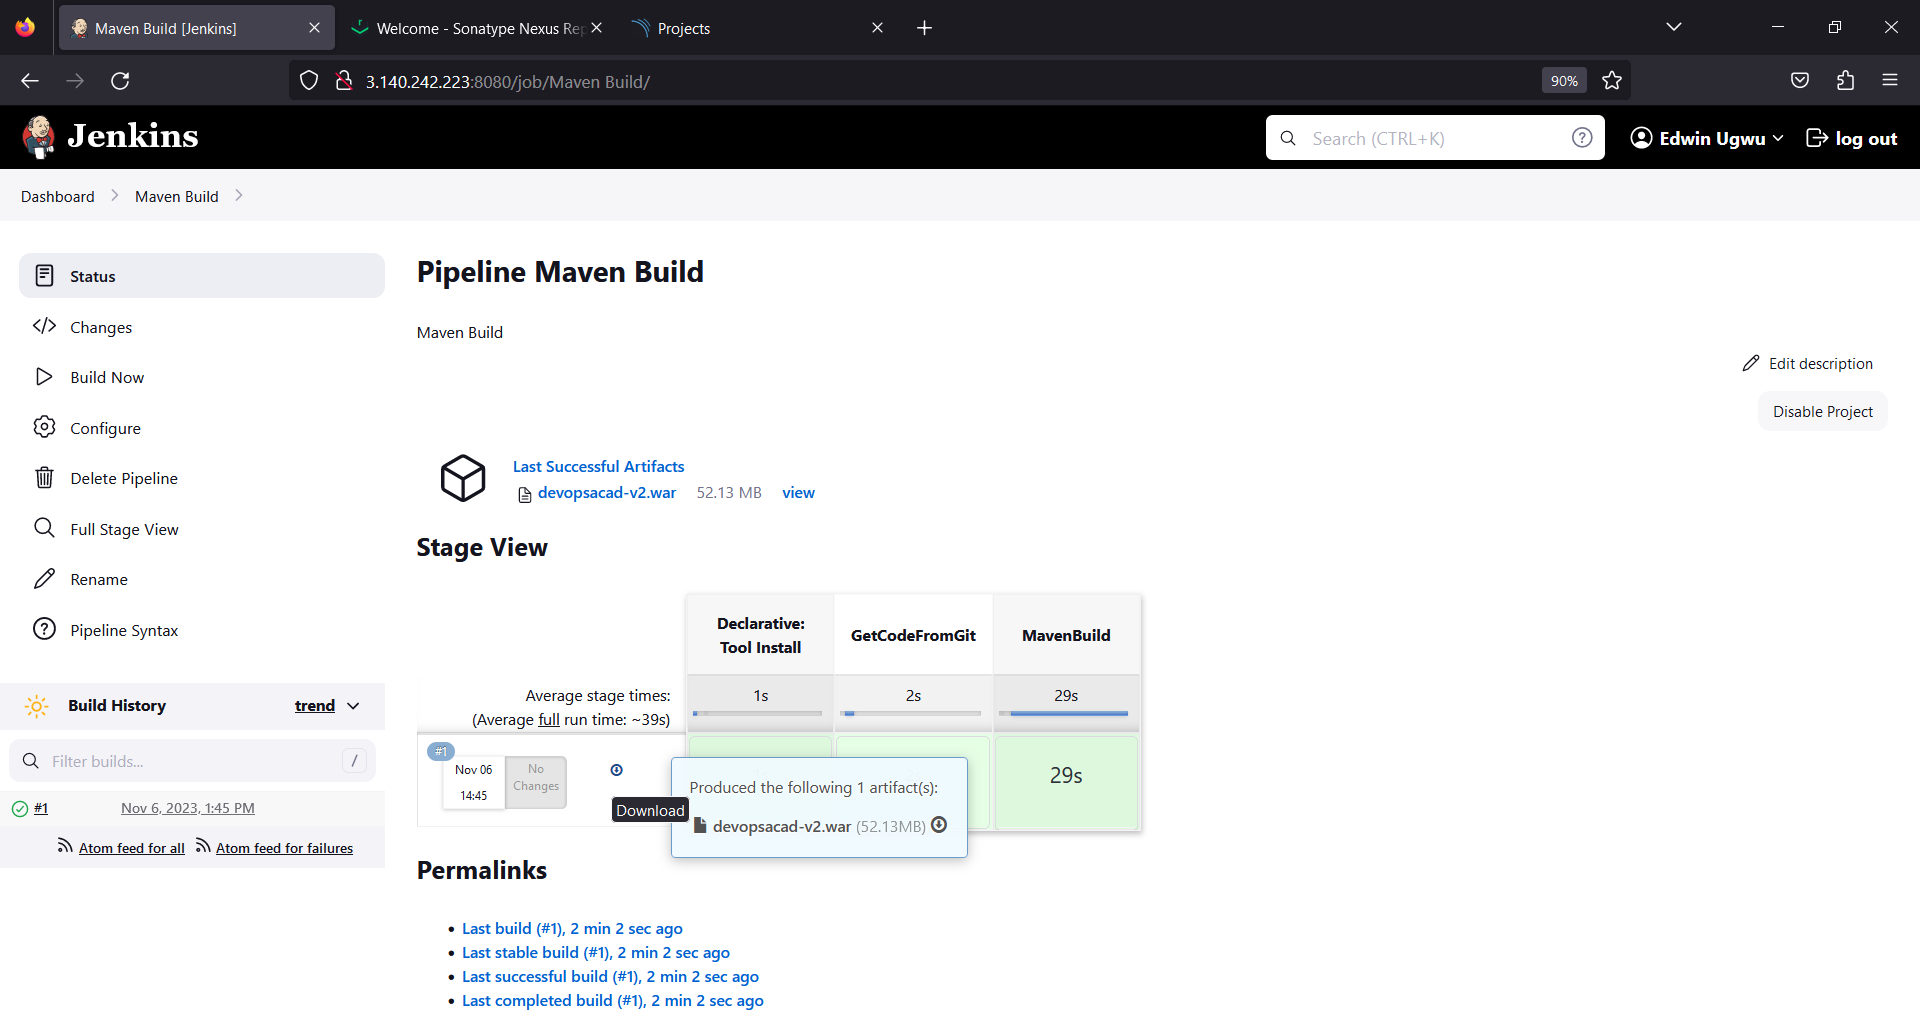 Maven Build [Jenkins]
Welcome - Sonatype Nexus Rep
Projects
3.140.242.223:8080/job/Maven Build/
90%
Jenkins
Search (CTRL+K)
?
Edwin Ugwu
log out
Dashboard
Maven Build
Status
Changes
Build Now
Configure
Delete Pipeline
Full Stage View
Rename
Pipeline Syntax
Build History
trend
Filter builds...
/
#1
Nov 6, 2023, 1:45 PM
Atom feed for all
Atom feed for failures
Pipeline Maven Build
Maven Build
Edit description
Disable Project
Last Successful Artifacts
devopsacad-v2.war 52.13 MB view
Stage View
Declarative:
Tool Install
GetCodeFromGit
MavenBuild
Average stage times:
(Average full run time: ~39s)
1s
2s
29s
#1
Nov 06
14:45
No
Changes
Download
29s
Produced the following 1 artifact(s):
devopsacad-v2.war (52.13MB)
Permalinks
Last build (#1), 2 min 2 sec ago
Last stable build (#1), 2 min 2 sec ago
Last successful build (#1), 2 min 2 sec ago
Last completed build (#1), 2 min 2 sec ago